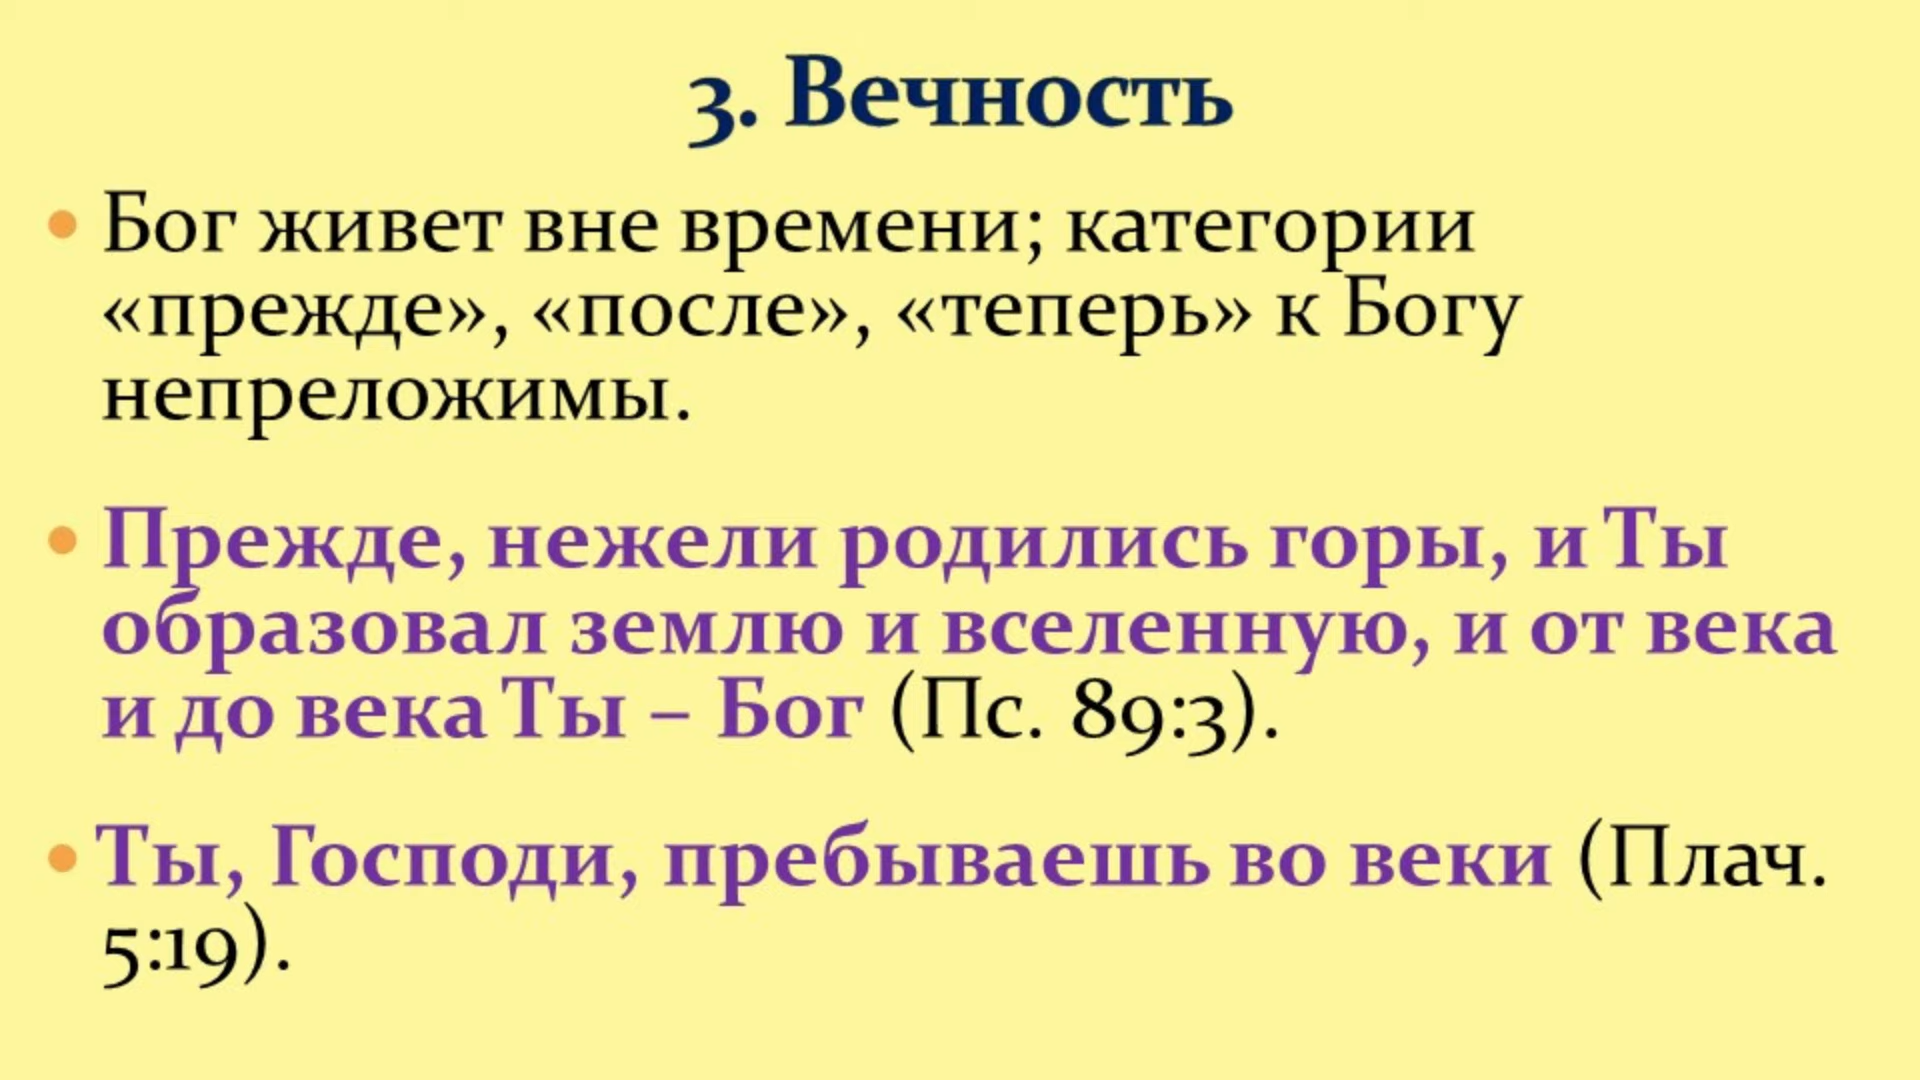 3. Вечность
• Бог живет вне времени; категории
«прежде», «после», «теперь» к Богу
непреложимы.
• Прежде, нежели родились горы, и Ты
образовал землю и вселенную, и от века
и до века Ты – Бог (Пс. 89:3).
• Ты, Господи, пребываешь во веки (Плач.
5:19).